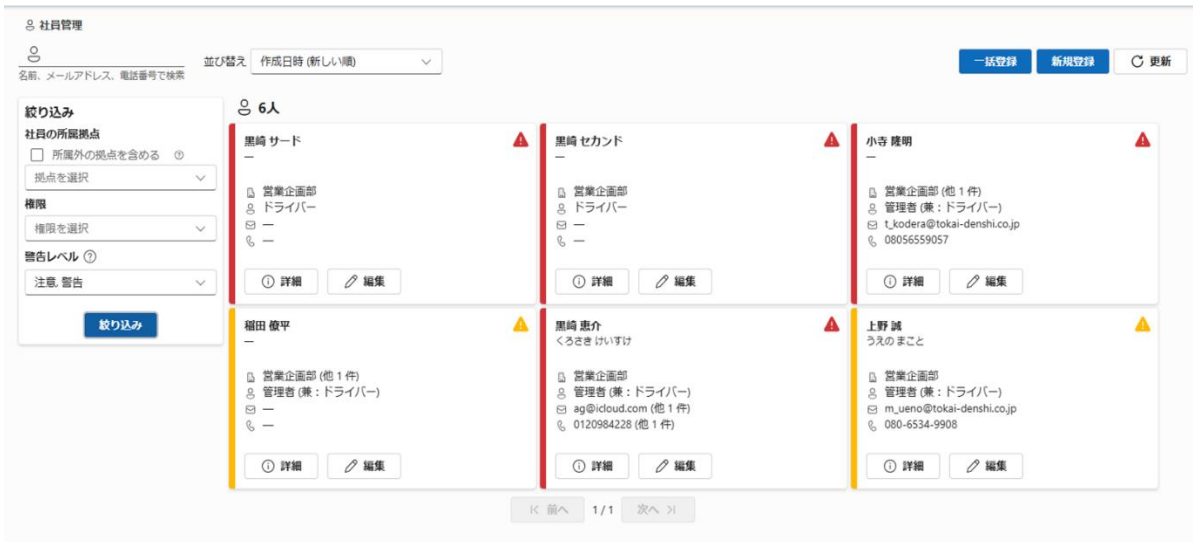 社員管理
名前、メールアドレス、電話番号で検索
並び替え 作成日時 (新しい順)
一括登録 新規登録 更新
絞り込み
社員の所属拠点
所属外の拠点を含める
拠点を選択
権限
権限を選択
警告レベル
注意, 警告
絞り込み
6人
黒崎 サード
—
営業企画部
ドライバー
—
—
詳細 編集
黒崎 セカンド
—
営業企画部
ドライバー
—
—
詳細 編集
小寺 隆明
—
営業企画部 (他 1 件)
管理者 (兼：ドライバー)
t_kodera@tokai-denshi.co.jp
08056559057
詳細 編集
稲田 僚平
—
営業企画部 (他 1 件)
管理者 (兼：ドライバー)
—
—
詳細 編集
黒崎 恵介
くろさき けいすけ
営業企画部
管理者 (兼：ドライバー)
ag@icloud.com (他 1 件)
0120984228 (他 1 件)
詳細 編集
上野 誠
うえの まこと
営業企画部
管理者 (兼：ドライバー)
m_ueno@tokai-denshi.co.jp
080-6534-9908
詳細 編集
前へ 1 / 1 次へ